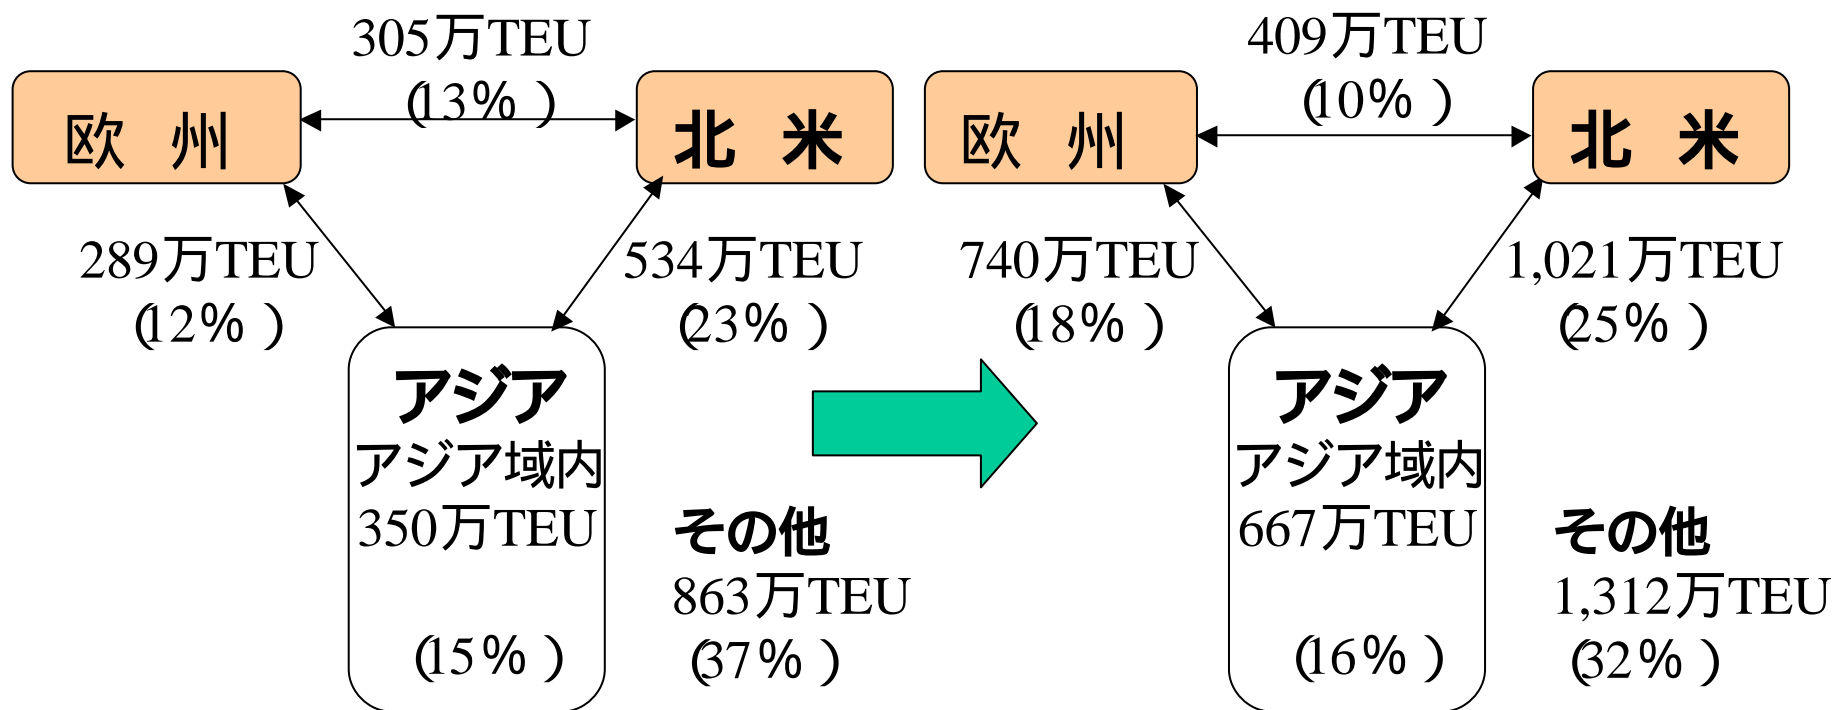 305万TEU
(13%)
欧 州
北 米
289万TEU
(12%)
534万TEU
(23%)
アジア
アジア域内
350万TEU
(15%)
その他
863万TEU
(37%)
409万TEU
(10%)
欧 州
北 米
740万TEU
(18%)
1,021万TEU
(25%)
アジア
アジア域内
667万TEU
(16%)
その他
1,312万TEU
(32%)